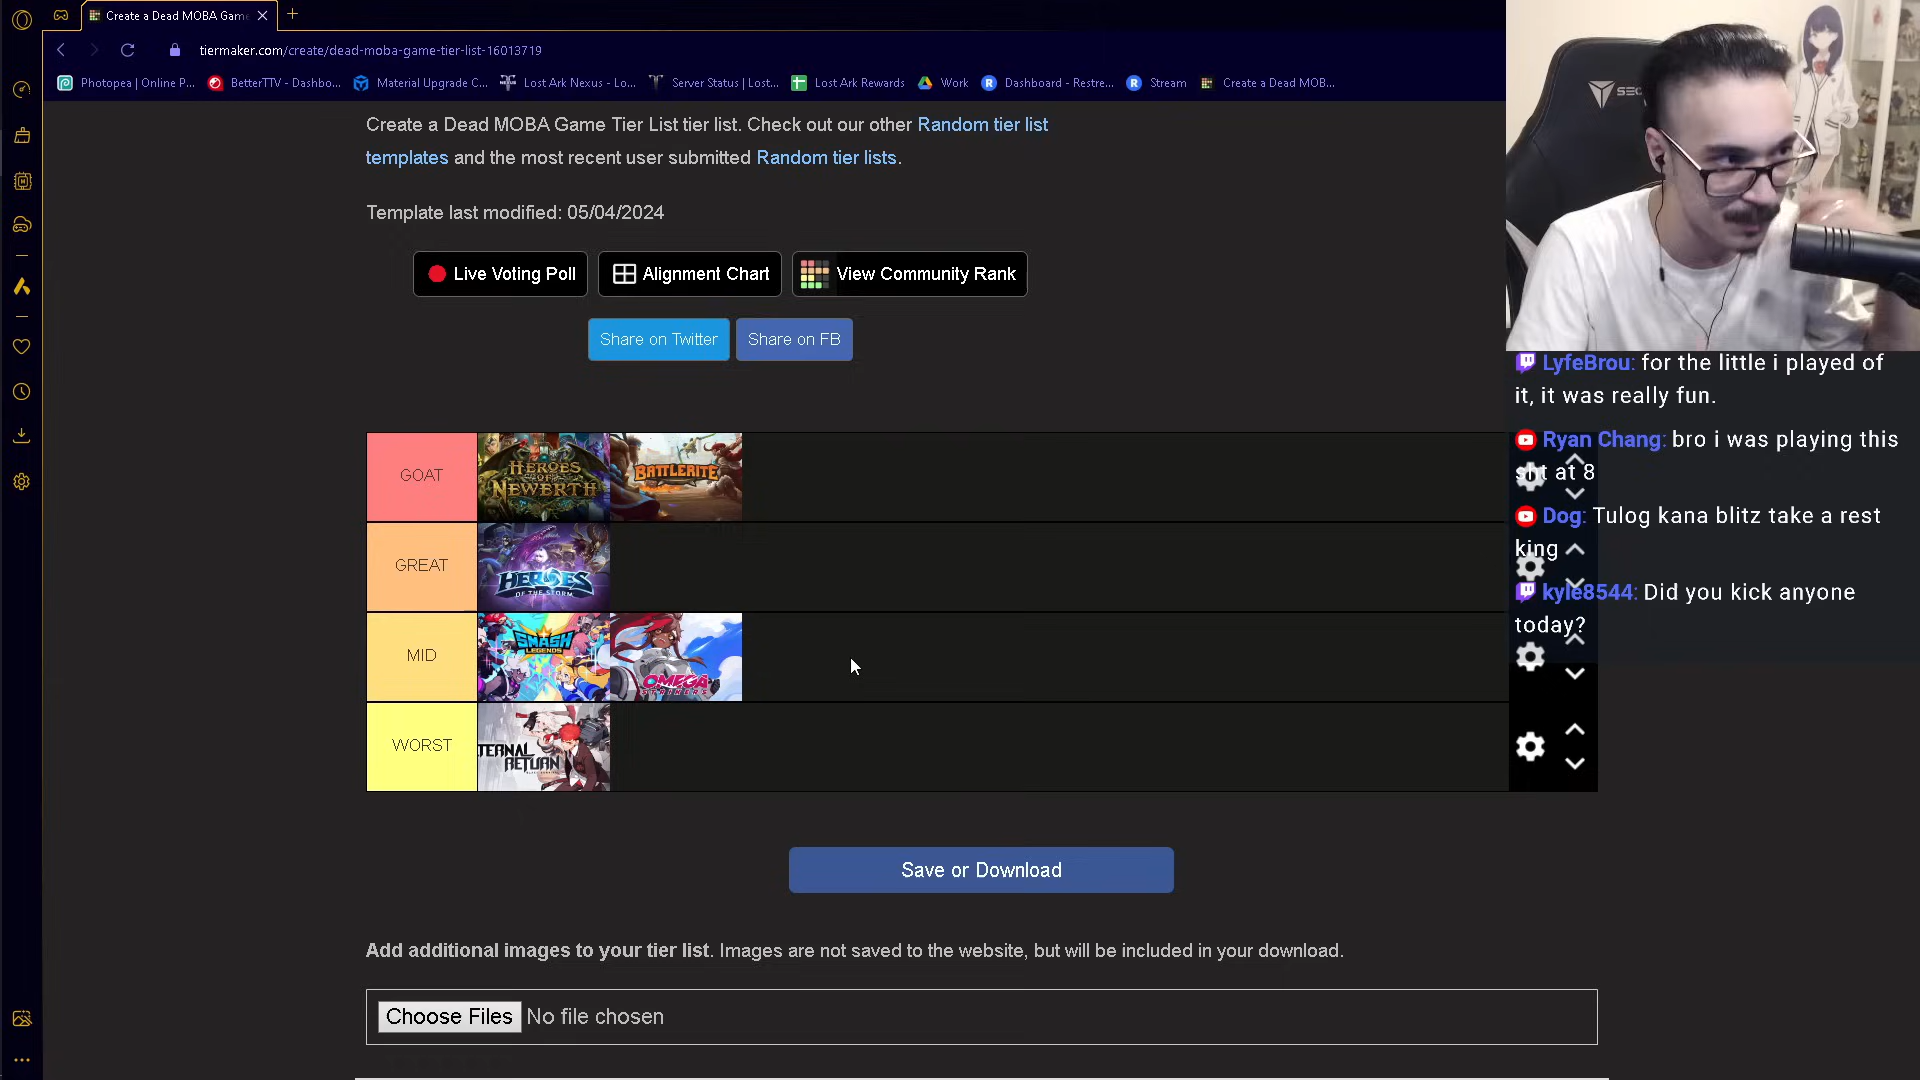 Create a Dead MOBA Game
tiermaker.com/create/dead-moba-game-tier-list-16013719
Photopea | Online P...
BetterTTV - Dashbo...
Material Upgrade C...
Lost Ark Nexus - Lo...
Server Status | Lost...
Lost Ark Rewards
Work
Dashboard - Restre...
Stream
Create a Dead MOB...
Create a Dead MOBA Game Tier List tier list. Check out our other Random tier list
templates and the most recent user submitted Random tier lists.
Template last modified: 05/04/2024
Live Voting Poll
Alignment Chart
View Community Rank
Share on Twitter
Share on FB
GOAT
HEROES
OF
NEWERTH
BATTLERITE
GREAT
HEROES
OF THE STORM
MID
SMASH
LEGENDS
OMEGA
STRIKERS
WORST
TERNAL
RETURN
Save or Download
Add additional images to your tier list. Images are not saved to the website, but will be included in your download.
Choose Files No file chosen
LyfeBrou: for the little i played of
it, it was really fun.
Ryan Chang: bro i was playing this
sht at 8
Dog: Tulog kana blitz take a rest
king
kyle8544: Did you kick anyone
today?